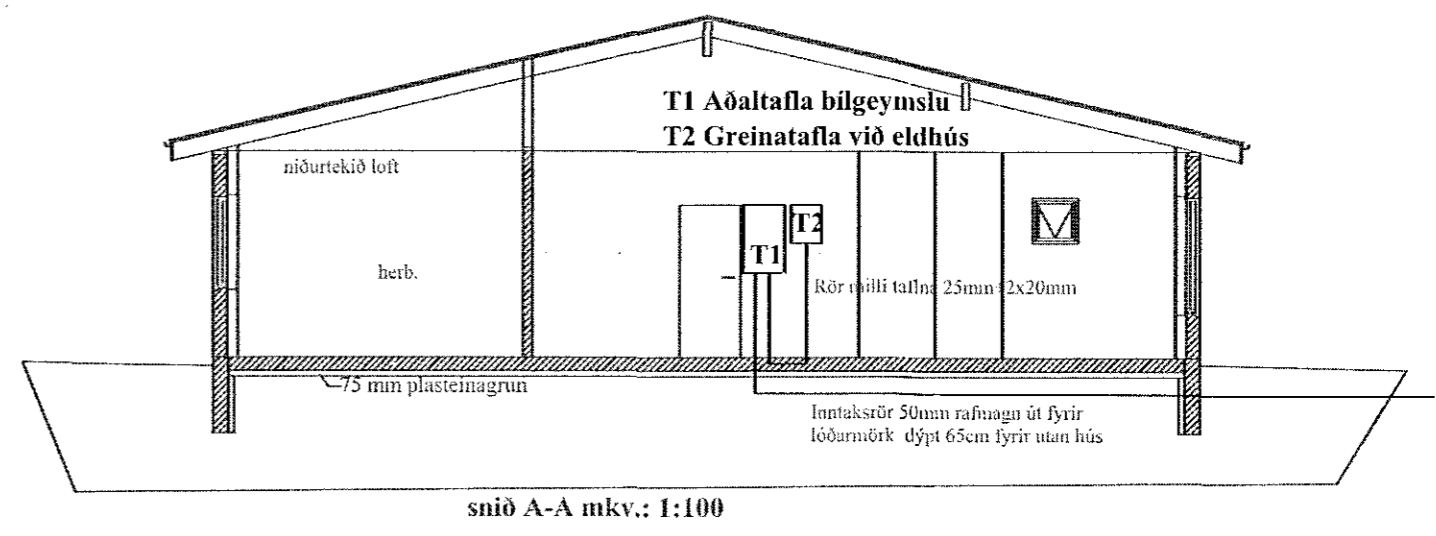 T1 Aðaltafla bílgeymslu
T2 Greinatafla við eldhús
niðurtekið loft
T2
T1
herb.
Rör milli taflna 25mm+2x20mm
75 mm plasteinagrun
Inntaksrör 50mm rafmagn út fyrir
lóðarmörk dýpt 65cm fyrir utan hús
snið A-A mkv.: 1:100